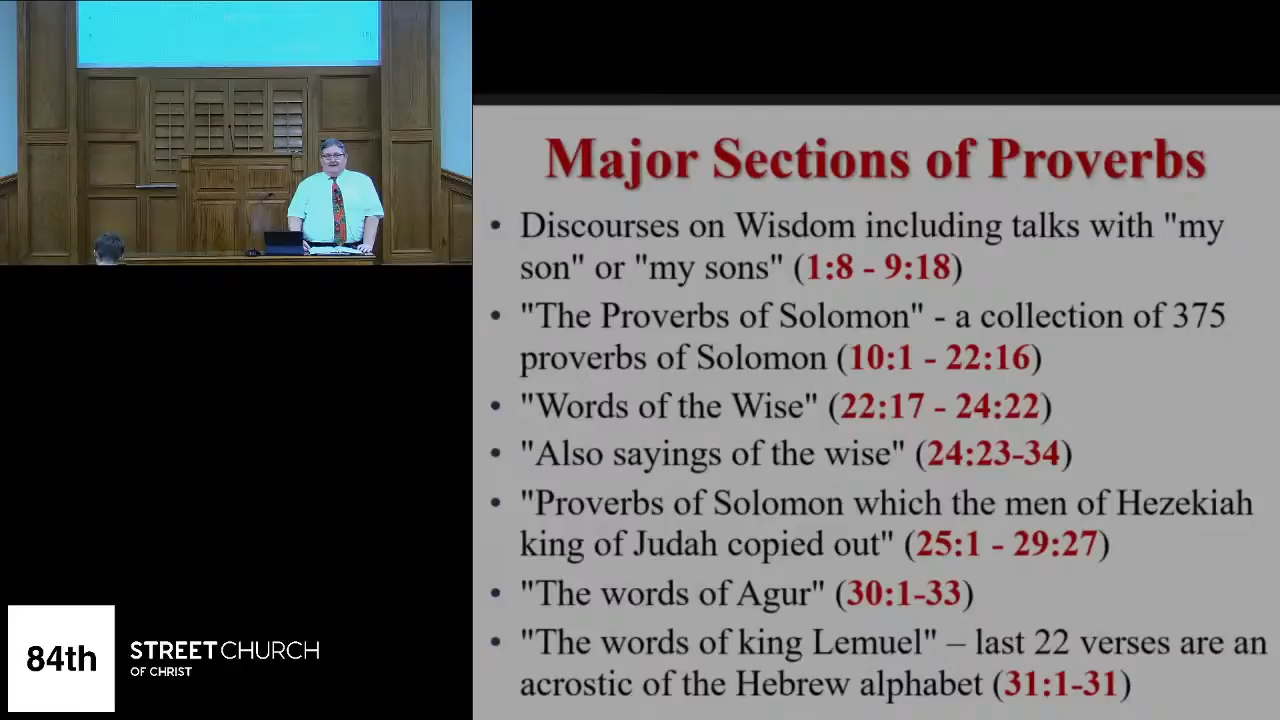 Major Sections of Proverbs
• Discourses on Wisdom including talks with "my
son" or "my sons" (1:8 - 9:18)
• "The Proverbs of Solomon" - a collection of 375
proverbs of Solomon (10:1 - 22:16)
• "Words of the Wise" (22:17 - 24:22)
• "Also sayings of the wise" (24:23-34)
• "Proverbs of Solomon which the men of Hezekiah
king of Judah copied out" (25:1 - 29:27)
• "The words of Agur" (30:1-33)
• "The words of king Lemuel" – last 22 verses are an
acrostic of the Hebrew alphabet (31:1-31)
84th
STREET CHURCH
OF CHRIST